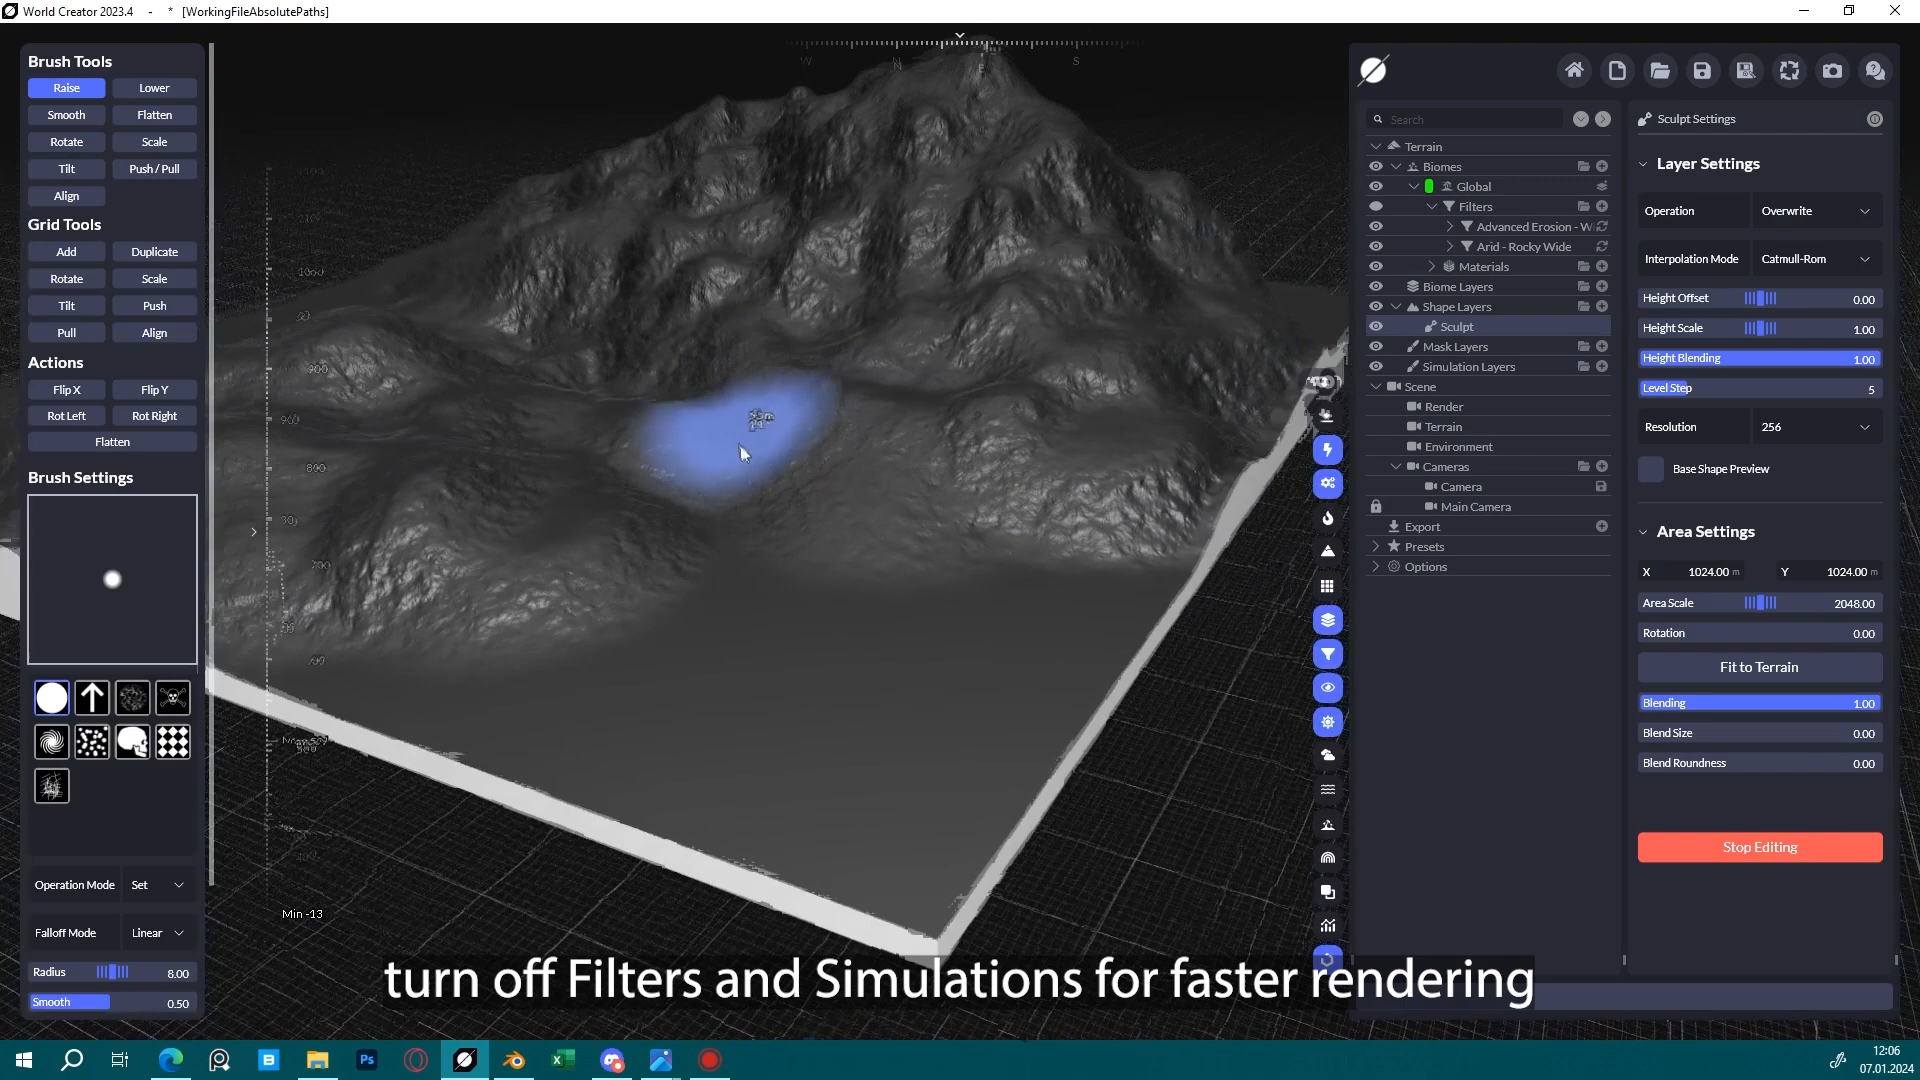 World Creator 2023.4 - * [WorkingFileAbsolutePaths]
Brush Tools
Raise Lower
Smooth Flatten
Rotate Scale
Tilt Push / Pull
Align
Grid Tools
Add Duplicate
Rotate Scale
Tilt Push
Pull Align
Actions
Flip X Flip Y
Rot Left Rot Right
Flatten
Brush Settings
Operation Mode Set
Falloff Mode Linear
Radius 8.00
Smooth 0.50
W N E S
900
800
Min -13
Search
Terrain
Biomes
Global
Filters
Advanced Erosion - W
Arid - Rocky Wide
Materials
Biome Layers
Shape Layers
Sculpt
Mask Layers
Simulation Layers
Scene
Render
Terrain
Environment
Cameras
Camera
Main Camera
Export
Presets
Options
Sculpt Settings
Layer Settings
Operation Overwrite
Interpolation Mode Catmull-Rom
Height Offset 0.00
Height Scale 1.00
Height Blending 1.00
Level Step 5
Resolution 256
Base Shape Preview
Area Settings
X 1024.00 m Y 1024.00 m
Area Scale 2048.00
Rotation 0.00
Fit to Terrain
Blending 1.00
Blend Size 0.00
Blend Roundness 0.00
Stop Editing
turn off Filters and Simulations for faster rendering
12:06
07.01.2024